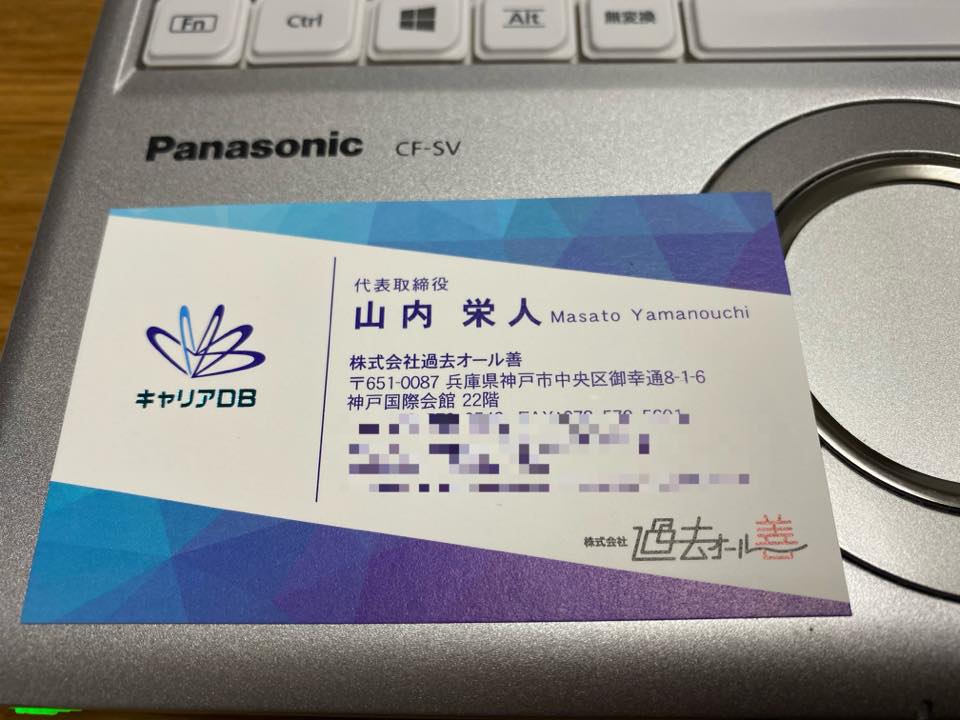 Fn Ctrl Alt 無変換
Panasonic CF-SV
代表取締役
山内 栄人 Masato Yamanouchi
株式会社過去オール善
〒651-0087 兵庫県神戸市中央区御幸通8-1-6
神戸国際会館 22階
キャリアDB
株式会社 過去オール善